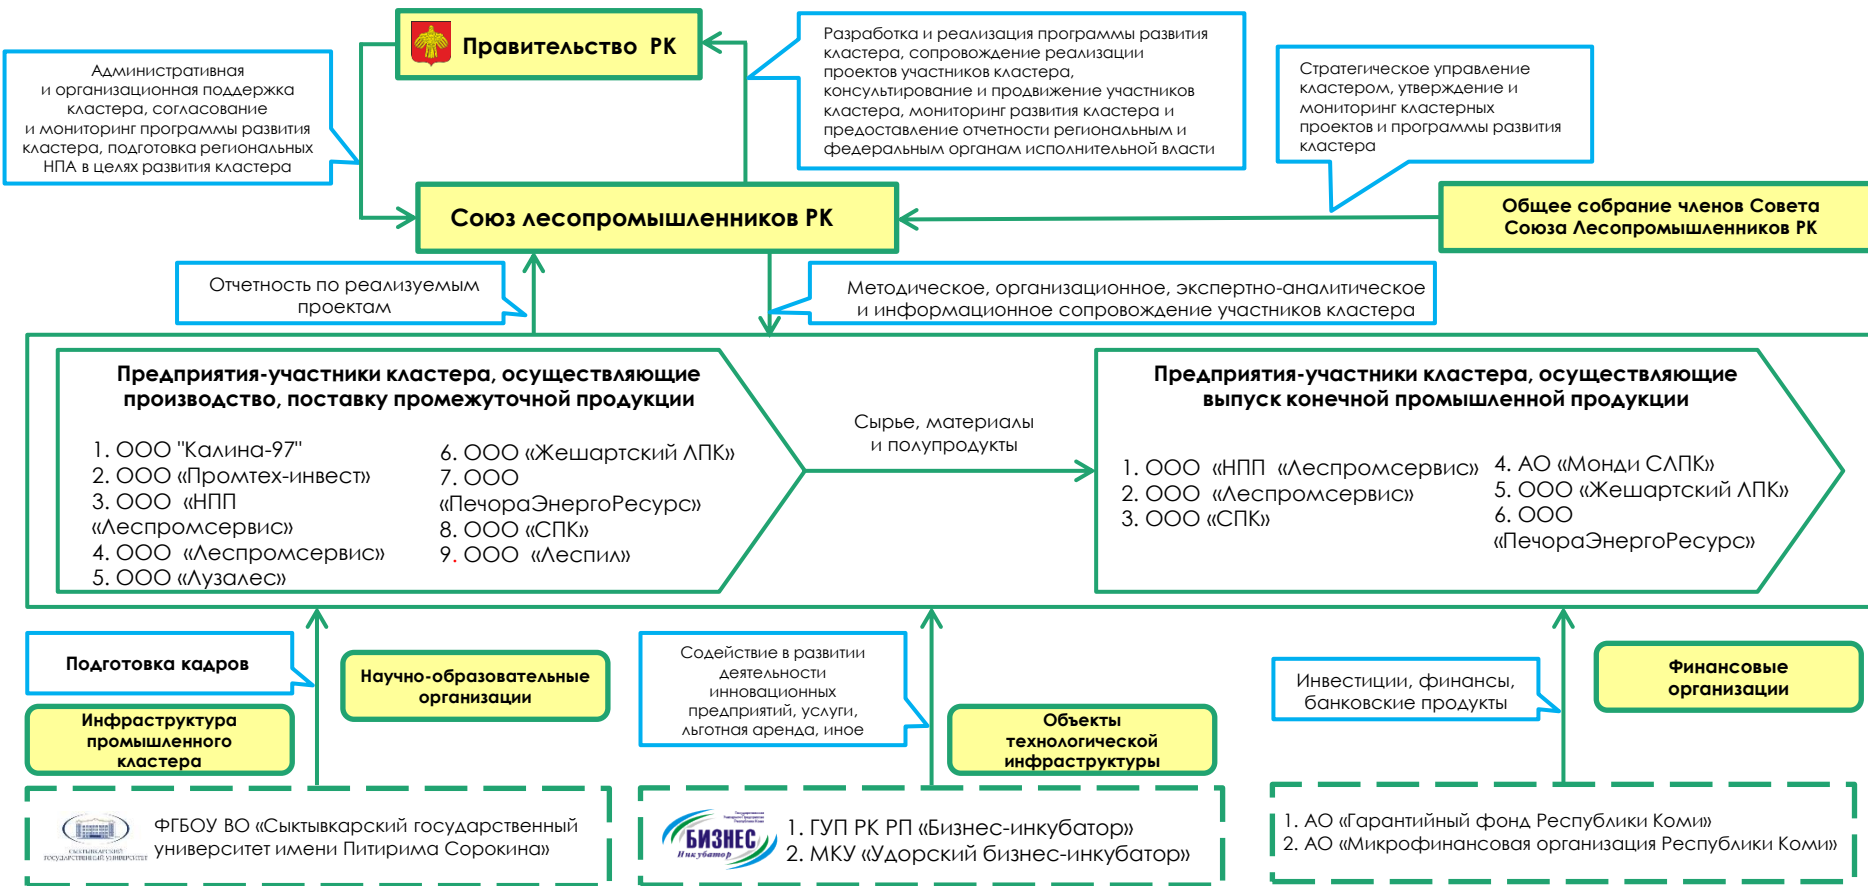 Правительство РК
Административная
и организационная поддержка
кластера, согласование
и мониторинг программы развития
кластера, подготовка региональных
НПА в целях развития кластера
Разработка и реализация программы развития
кластера, сопровождение реализации
проектов участников кластера,
консультирование и продвижение участников
кластера, мониторинг развития кластера и
предоставление отчетности региональным и
федеральным органам исполнительной власти
Стратегическое управление
кластером, утверждение и
мониторинг кластерных
проектов и программы развития
кластера
Союз лесопромышленников РК
Общее собрание членов Совета
Союза Лесопромышленников РК
Отчетность по реализуемым
проектам
Методическое, организационное, экспертно-аналитическое
и информационное сопровождение участников кластера
Предприятия-участники кластера, осуществляющие
производство, поставку промежуточной продукции
1. ООО "Калина-97"
2. ООО «Промтех-инвест»
3. ООО «НПП
«Леспромсервис»
4. ООО «Леспромсервис»
5. ООО «Лузалес»
6. ООО «Жешартский ЛПК»
7. ООО
«ПечораЭнергоРесурс»
8. ООО «СПК»
9. ООО «Леспил»
Сырье, материалы
и полупродукты
Предприятия-участники кластера, осуществляющие
выпуск конечной промышленной продукции
1. ООО «НПП «Леспромсервис»
2. ООО «Леспромсервис»
3. ООО «СПК»
4. АО «Монди СЛПК»
5. ООО «Жешартский ЛПК»
6. ООО
«ПечораЭнергоРесурс»
Подготовка кадров
Научно-образовательные
организации
Инфраструктура
промышленного
кластера
Содействие в развитии
деятельности
инновационных
предприятий, услуги,
льготная аренда, иное
Объекты
технологической
инфраструктуры
Инвестиции, финансы,
банковские продукты
Финансовые
организации
СЫКТЫВКАРСКИЙ
ГОСУДАРСТВЕННЫЙ УНИВЕРСИТЕТ
ФГБОУ ВО «Сыктывкарский государственный
университет имени Питирима Сорокина»
БИЗНЕС
Инкубатор
1. ГУП РК РП «Бизнес-инкубатор»
2. МКУ «Удорский бизнес-инкубатор»
1. АО «Гарантийный фонд Республики Коми»
2. АО «Микрофинансовая организация Республики Коми»